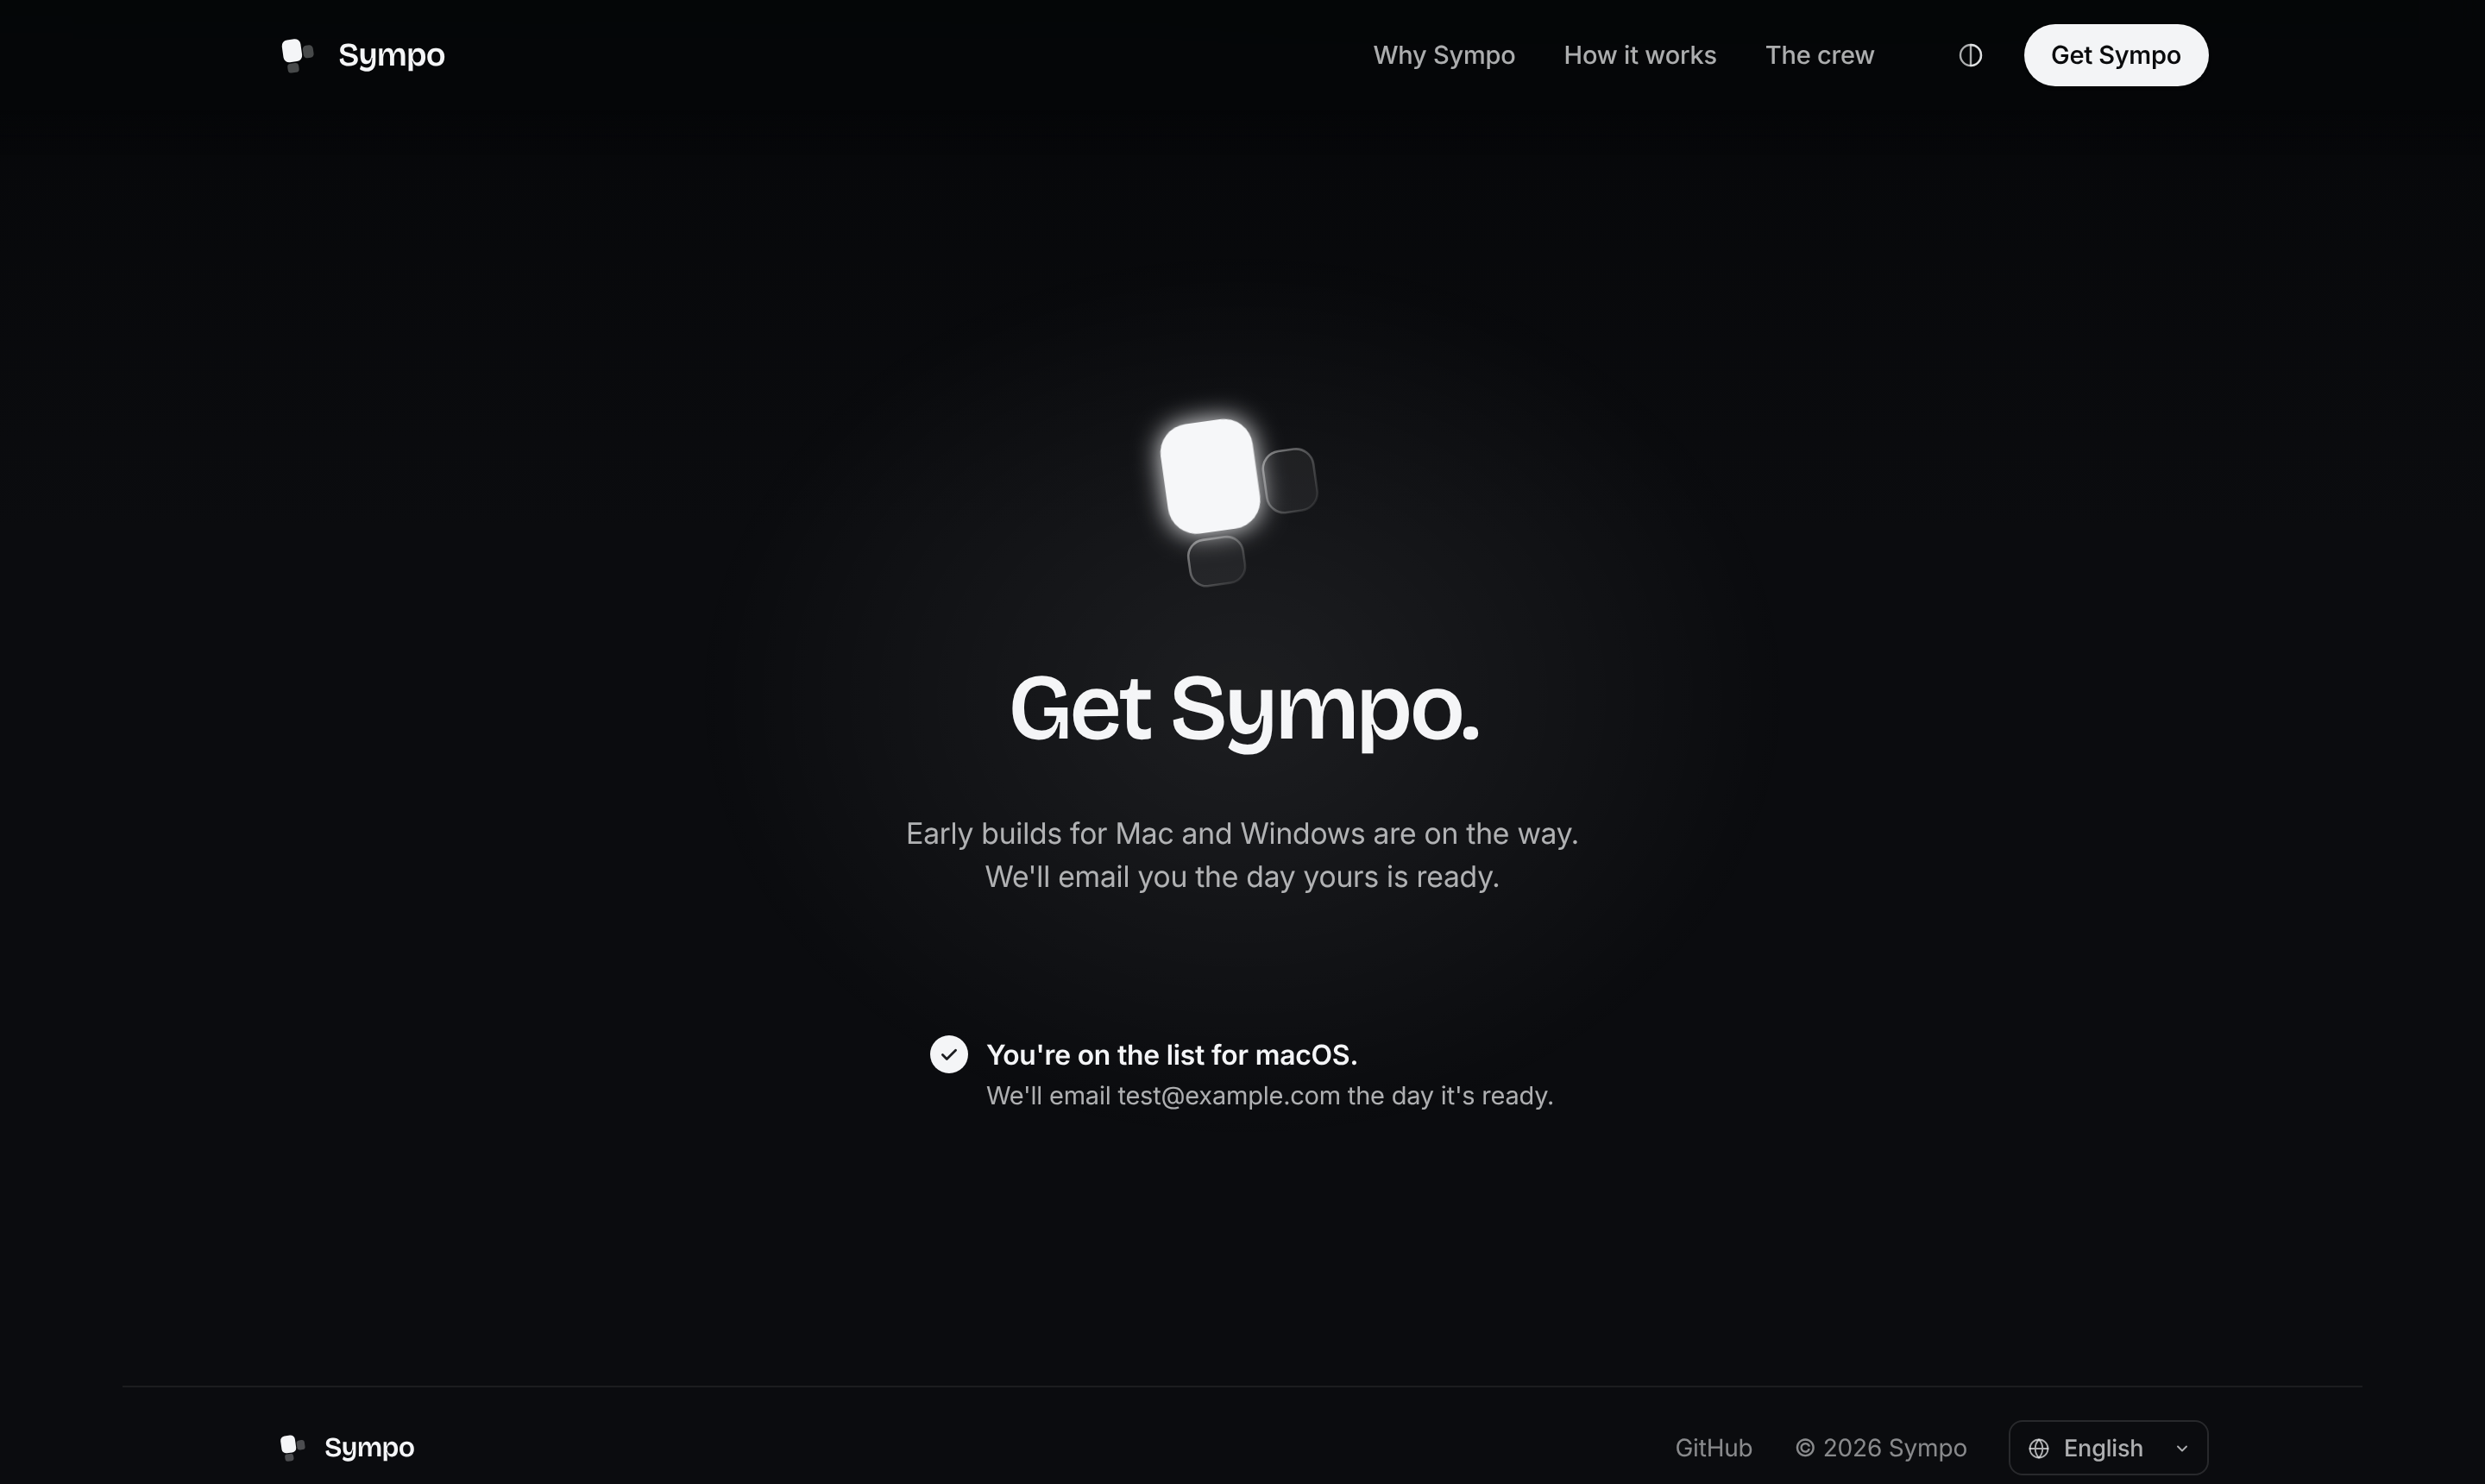 Sympo
Why Sympo
How it works
The crew
Get Sympo
Get Sympo.
Early builds for Mac and Windows are on the way.
We'll email you the day yours is ready.
You're on the list for macOS.
We'll email test@example.com the day it's ready.
Sympo
GitHub
© 2026 Sympo
English